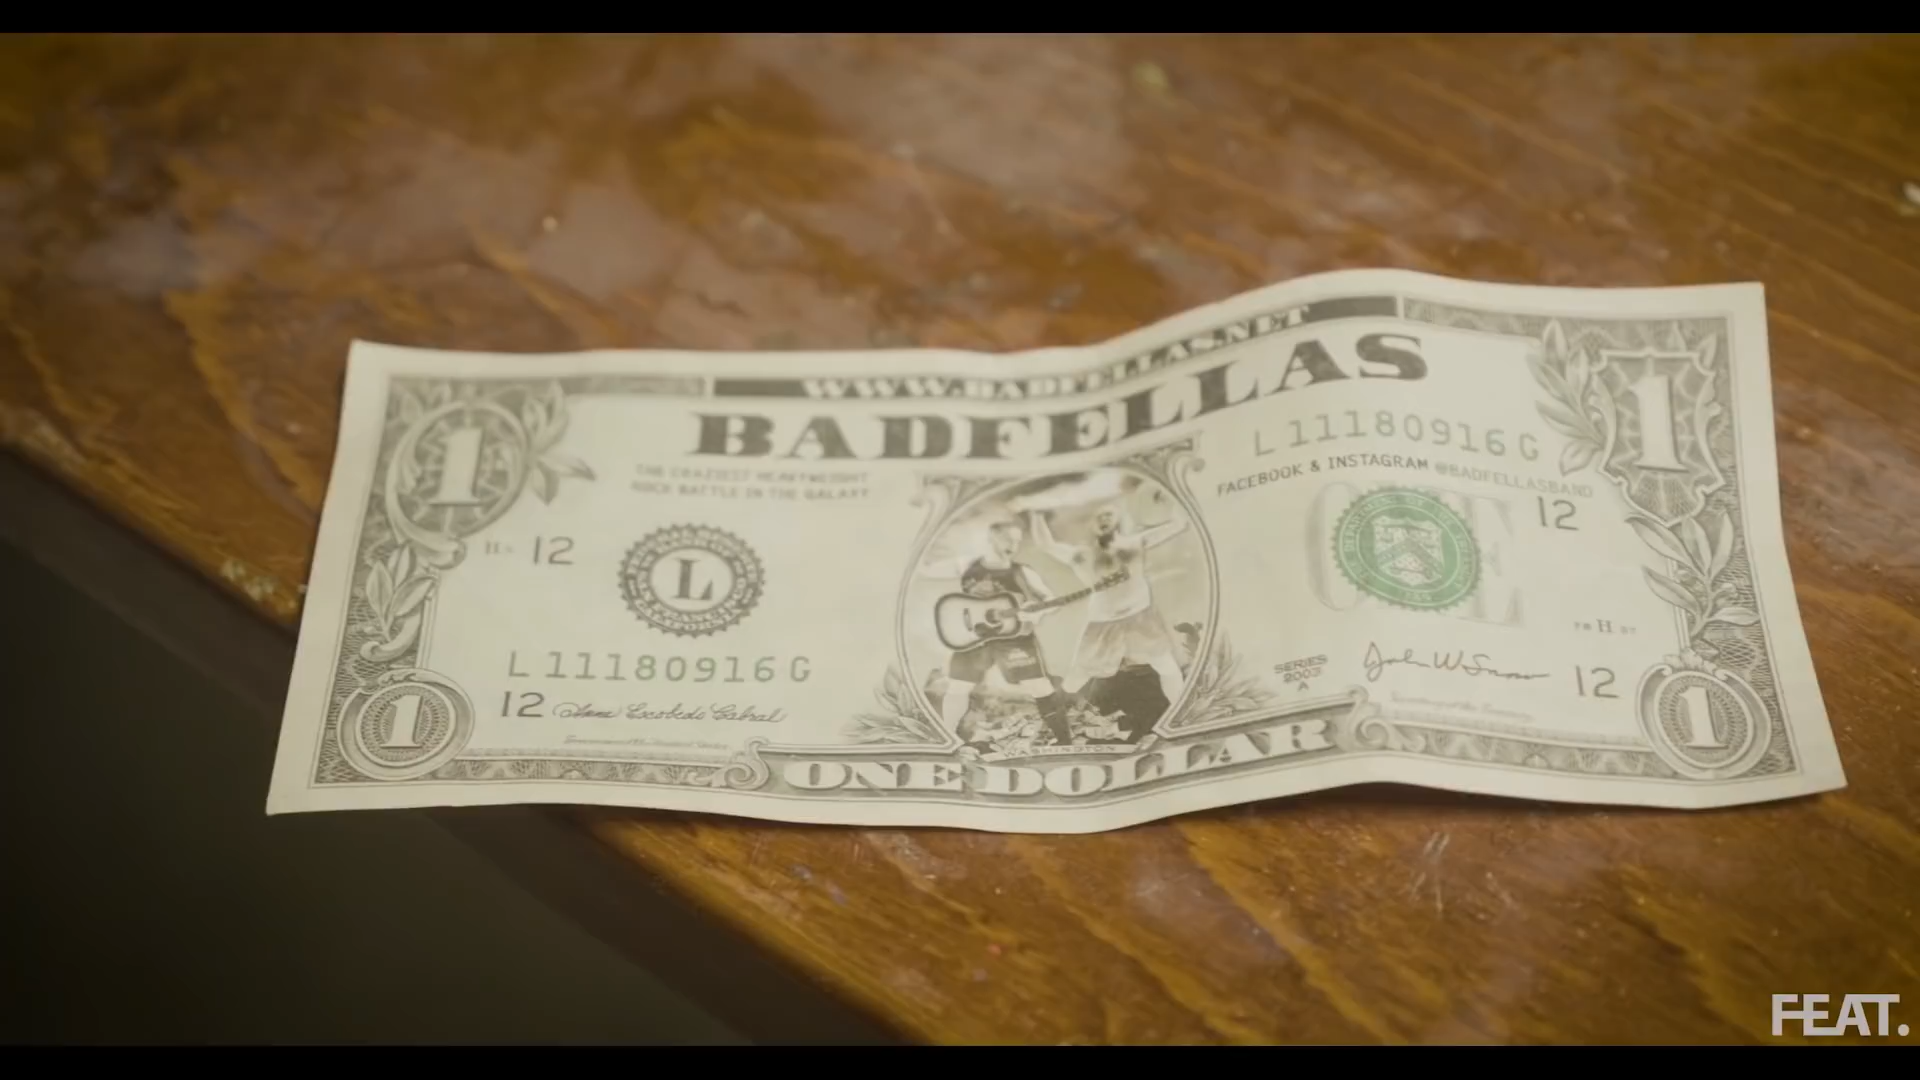 WWW.BADFELLAS.NET
BADFELLAS
1
1
L 11180916 G
THE CRAZIEST HEAVYWEIGHT
ROCK BATTLE IN THE GALAXY
FACEBOOK & INSTAGRAM @BADFELLASBAND
12
12
L
L 11180916 G
SERIES
2003
A
12
12
WASHINGTON
1
ONE DOLLAR
1
FEAT.